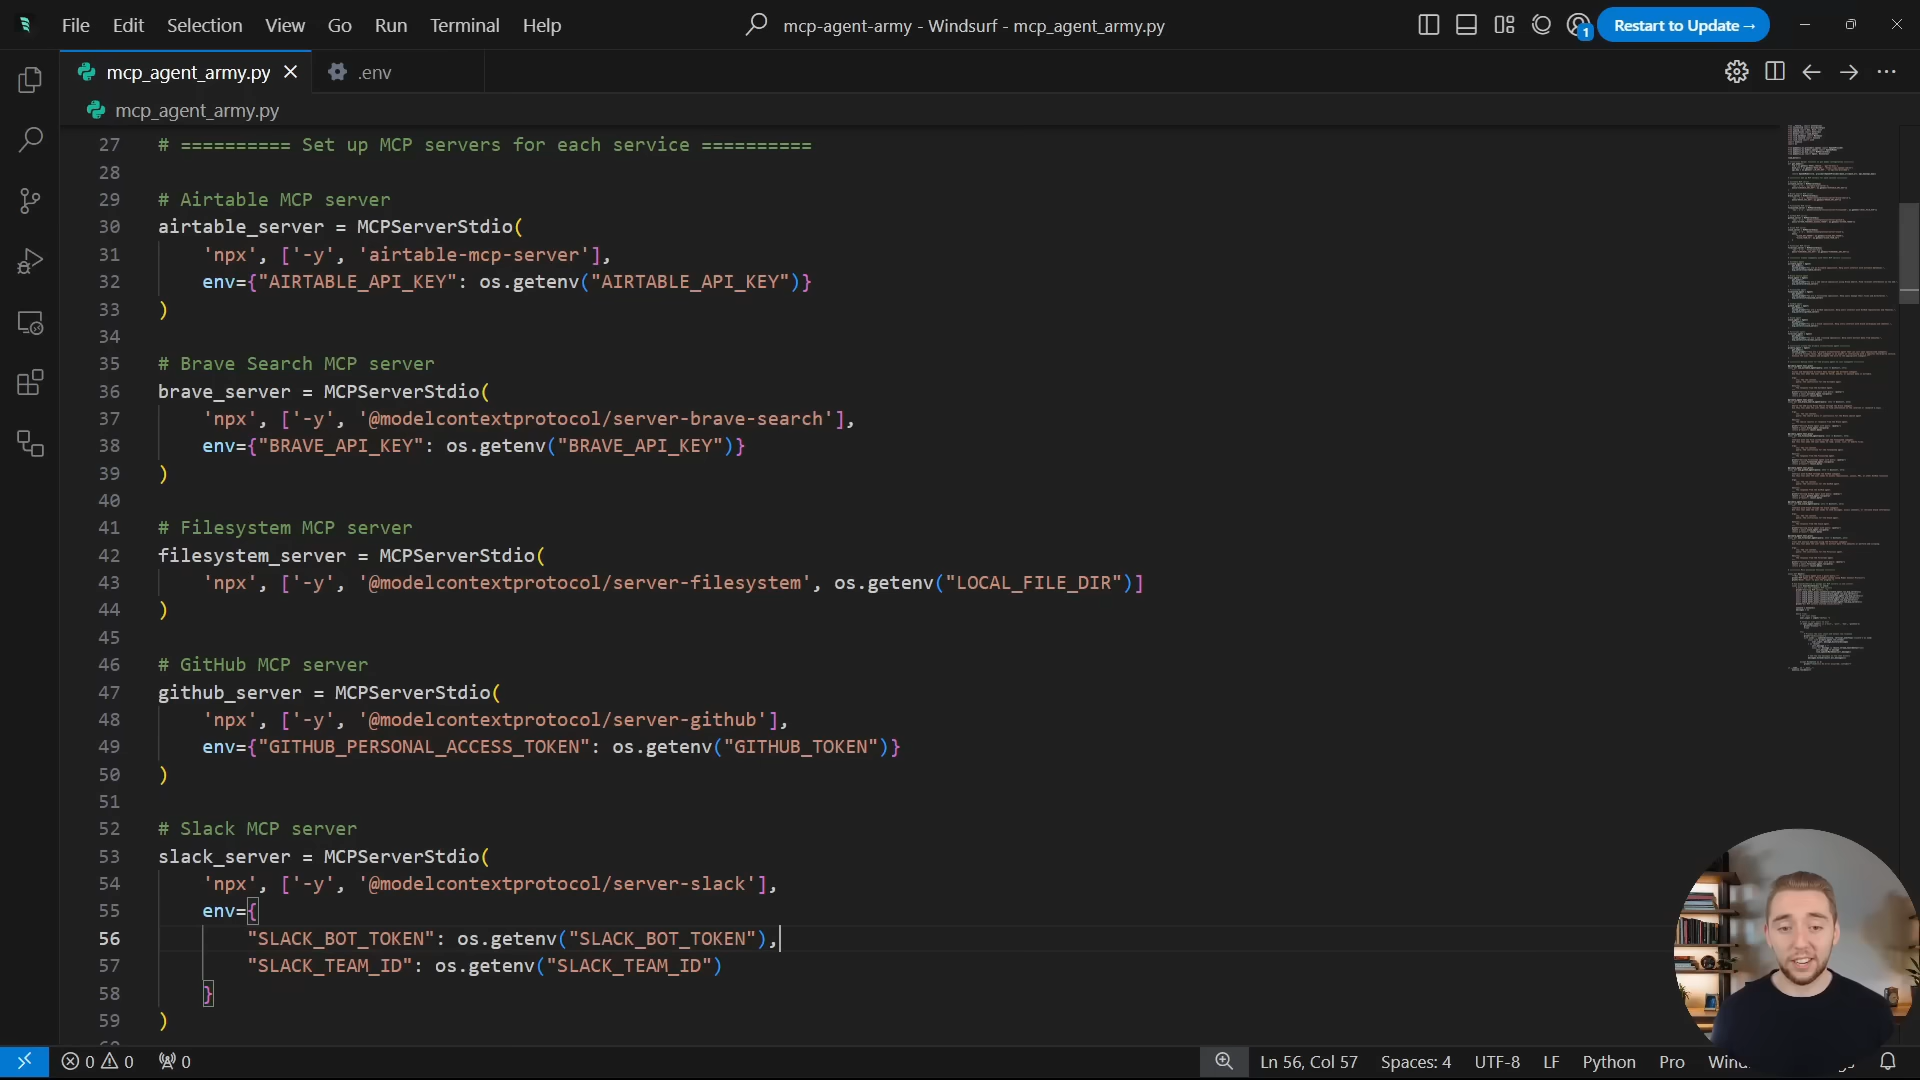 File Edit Selection View Go Run Terminal Help
mcp-agent-army - Windsurf - mcp_agent_army.py
1
Restart to Update→
mcp_agent_army.py
.env
mcp_agent_army.py
27 # ========== Set up MCP servers for each service ==========
28
29 # Airtable MCP server
30 airtable_server = MCPServerStdio(
31     'npx', ['-y', 'airtable-mcp-server'],
32     env={"AIRTABLE_API_KEY": os.getenv("AIRTABLE_API_KEY")}
33 )
34
35 # Brave Search MCP server
36 brave_server = MCPServerStdio(
37     'npx', ['-y', '@modelcontextprotocol/server-brave-search'],
38     env={"BRAVE_API_KEY": os.getenv("BRAVE_API_KEY")}
39 )
40
41 # Filesystem MCP server
42 filesystem_server = MCPServerStdio(
43     'npx', ['-y', '@modelcontextprotocol/server-filesystem', os.getenv("LOCAL_FILE_DIR")]
44 )
45
46 # GitHub MCP server
47 github_server = MCPServerStdio(
48     'npx', ['-y', '@modelcontextprotocol/server-github'],
49     env={"GITHUB_PERSONAL_ACCESS_TOKEN": os.getenv("GITHUB_TOKEN")}
50 )
51
52 # Slack MCP server
53 slack_server = MCPServerStdio(
54     'npx', ['-y', '@modelcontextprotocol/server-slack'],
55     env={
56         "SLACK_BOT_TOKEN": os.getenv("SLACK_BOT_TOKEN"),
57         "SLACK_TEAM_ID": os.getenv("SLACK_TEAM_ID")
58     }
59 )
0 0 0 Ln 56, Col 57 Spaces: 4 UTF-8 LF Python Pro